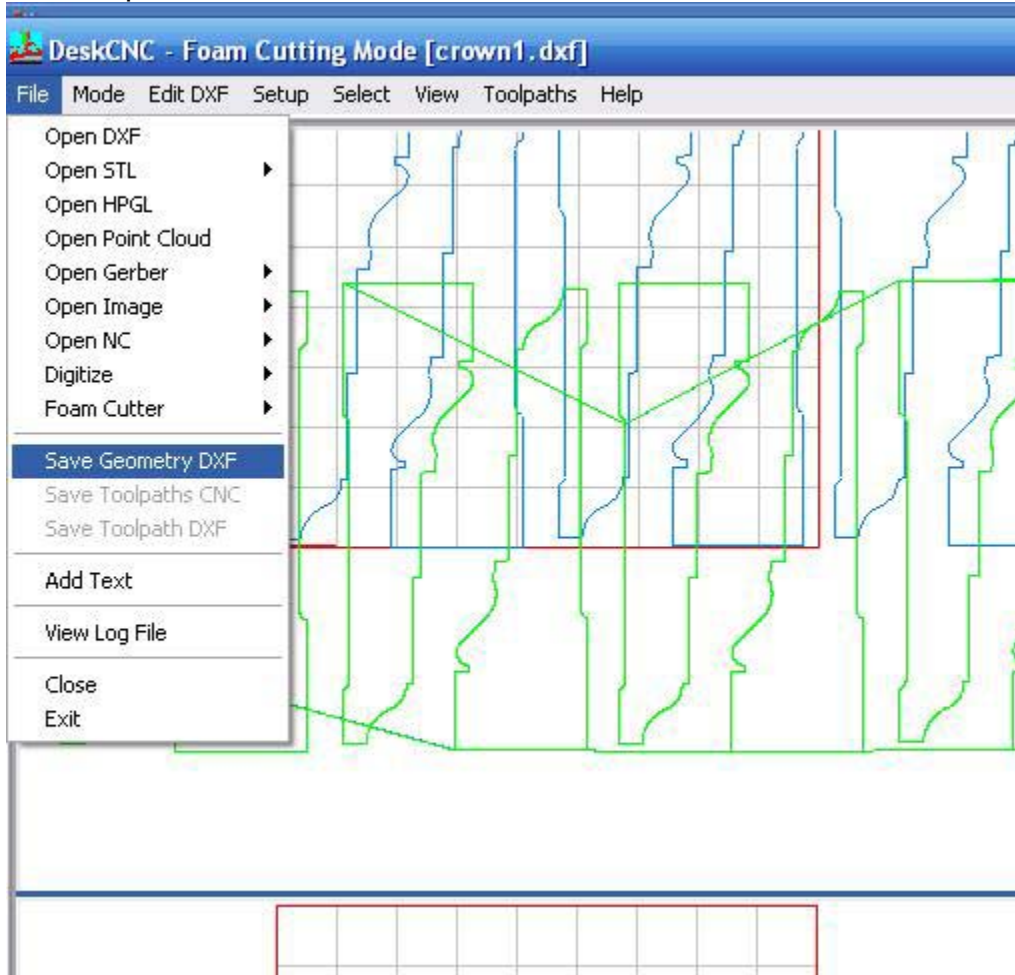 DeskCNC - Foam Cutting Mode [crown1.dxf]
File Mode Edit DXF Setup Select View Toolpaths Help
Open DXF
Open STL
Open HPGL
Open Point Cloud
Open Gerber
Open Image
Open NC
Digitize
Foam Cutter
Save Geometry DXF
Save Toolpaths CNC
Save Toolpath DXF
Add Text
View Log File
Close
Exit